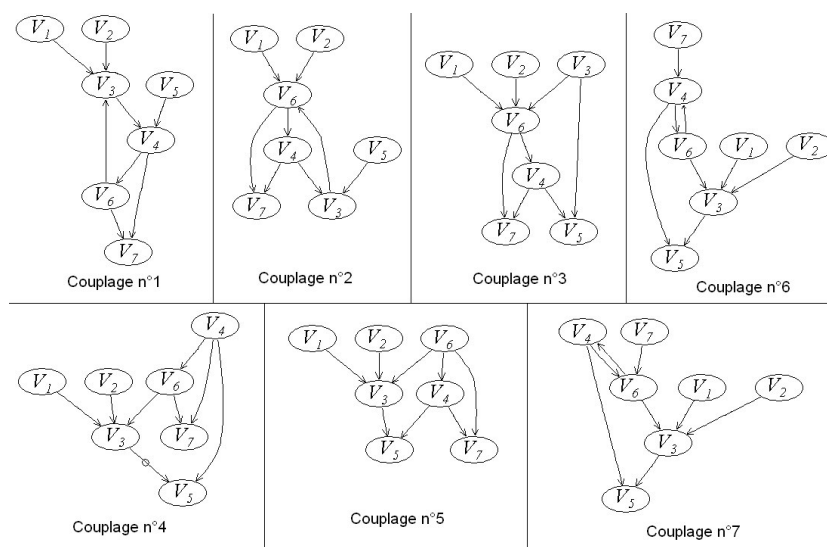 V₁ V₂
V₃ V₅
V₄
V₆
V₇
Couplage n°1
V₁ V₂
V₆
V₄ V₅
V₇ V₃
Couplage n°2
V₁ V₂ V₃
V₆
V₄
V₇ V₅
Couplage n°3
V₇
V₄
V₆ V₁ V₂
V₃
V₅
Couplage n°6
V₄
V₁ V₂ V₆
V₃ V₇
V₅
Couplage n°4
V₁ V₂ V₆
V₃ V₄
V₅ V₇
Couplage n°5
V₄ V₇
V₆ V₁ V₂
V₃
V₅
Couplage n°7